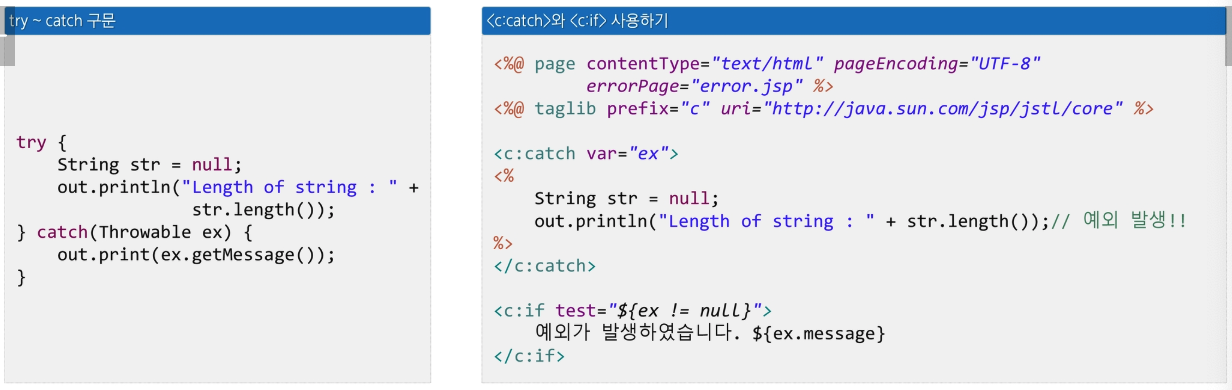 try ~ catch 구문
try {
    String str = null;
    out.println("Length of string : " +
                 str.length());
} catch(Throwable ex) {
    out.print(ex.getMessage());
}
<c:catch>와 <c:if> 사용하기
<%@ page contentType="text/html" pageEncoding="UTF-8"
         errorPage="error.jsp" %>
<%@ taglib prefix="c" uri="http://java.sun.com/jsp/jstl/core" %>
<c:catch var="ex">
<%
    String str = null;
    out.println("Length of string : " + str.length());// 예외 발생!!
%>
</c:catch>
<c:if test="${ex != null}">
    예외가 발생하였습니다. ${ex.message}
</c:if>